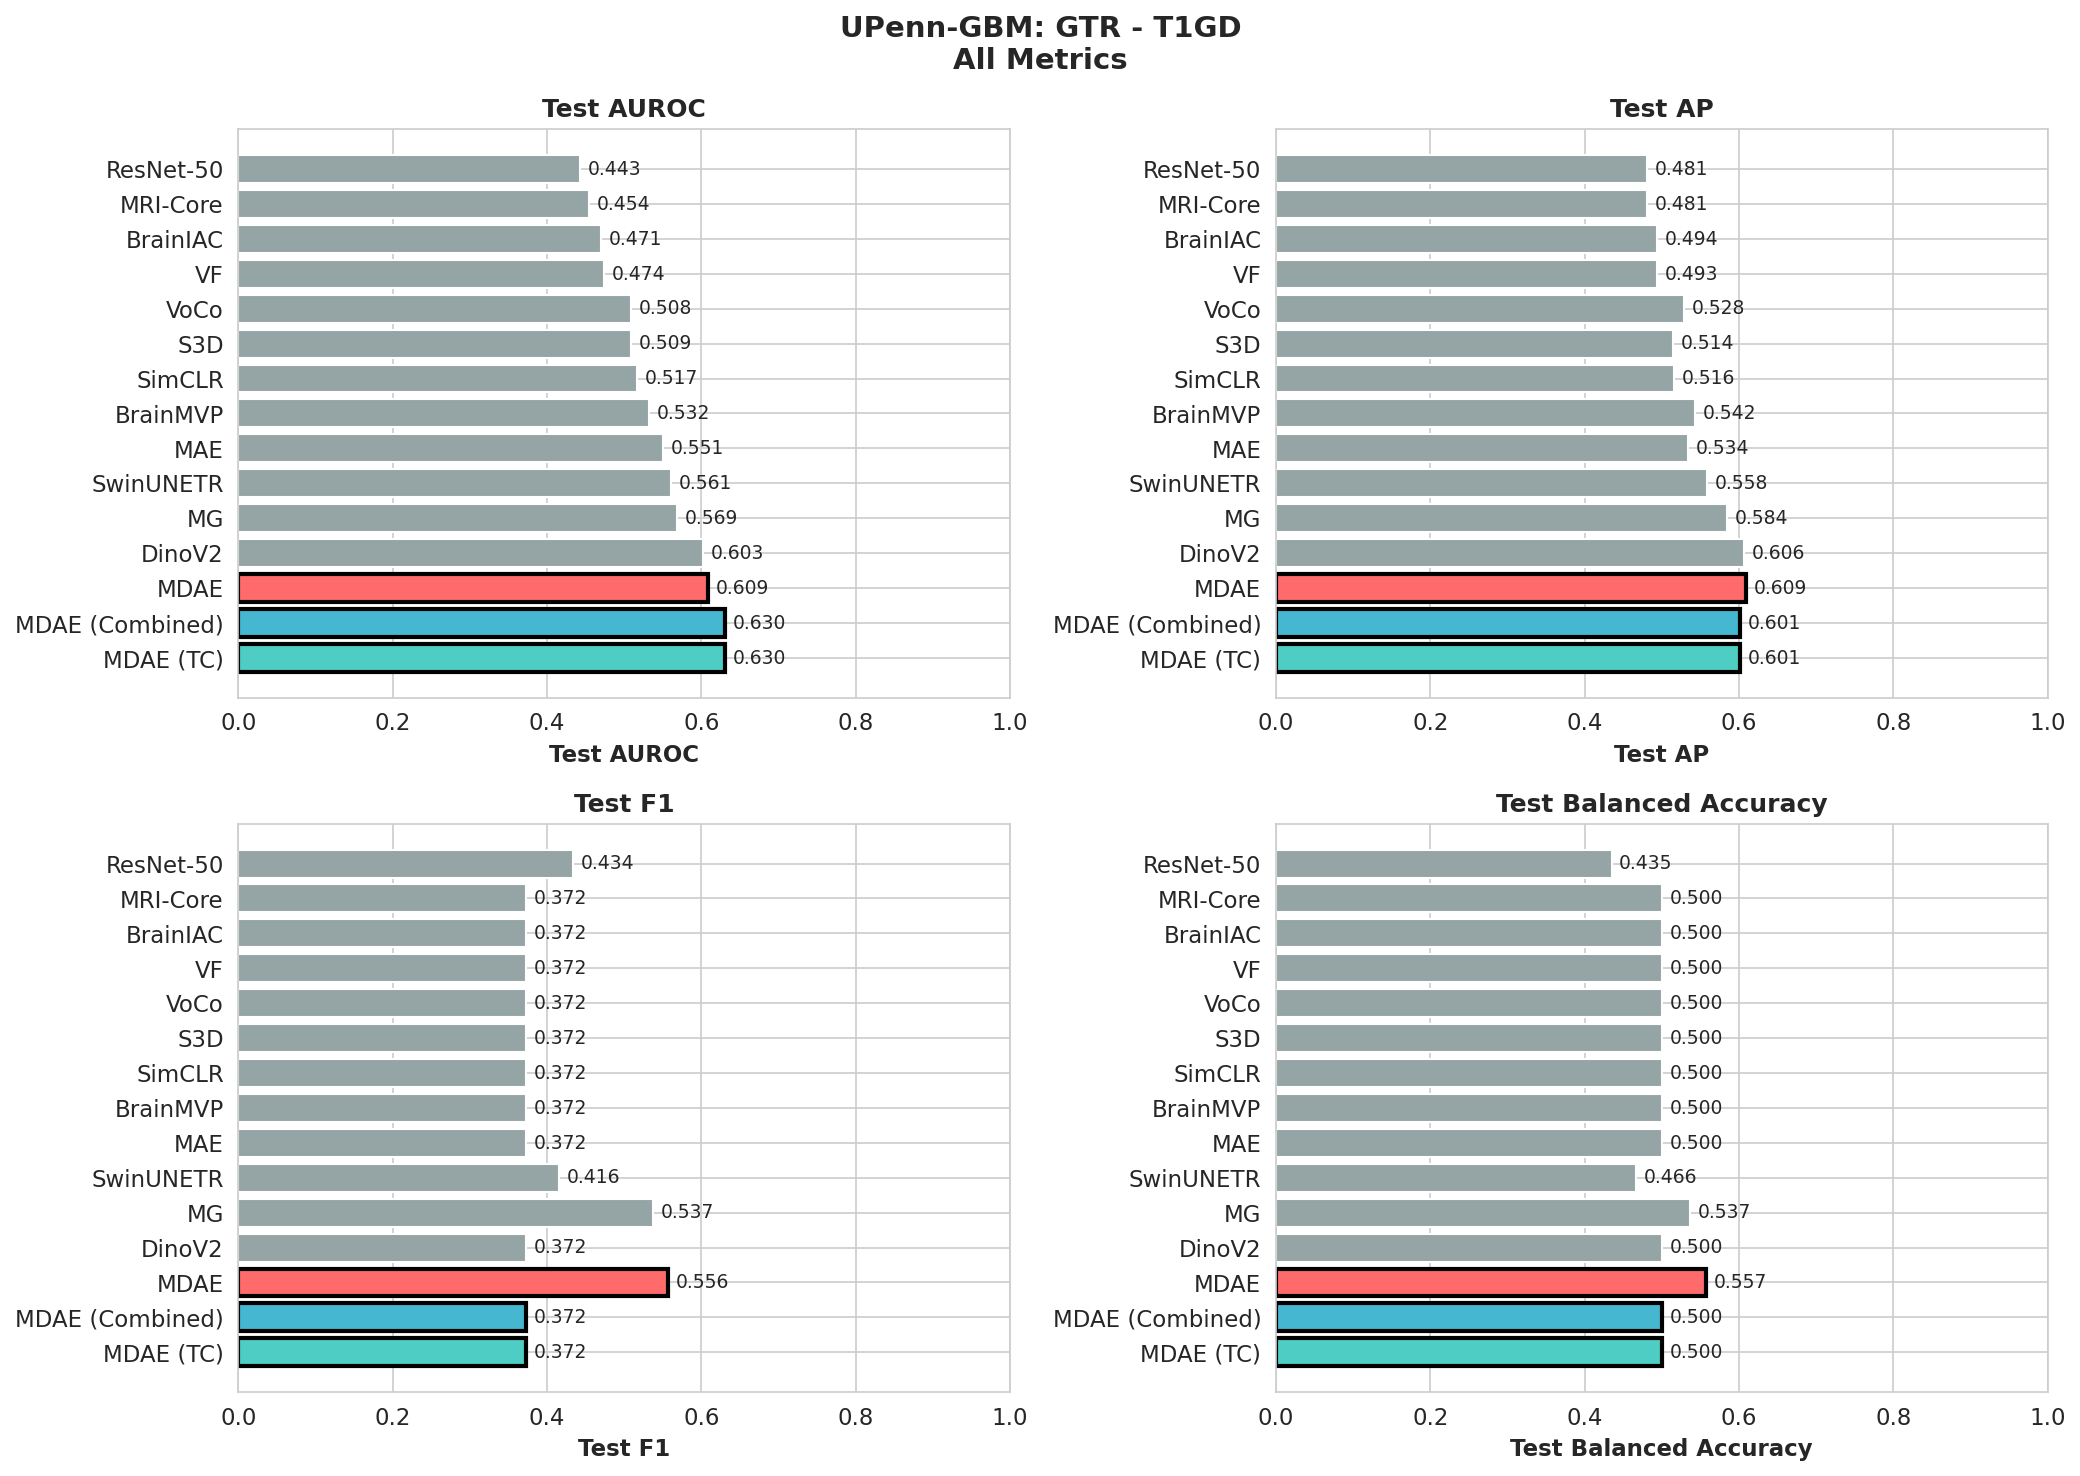 UPenn-GBM: GTR - T1GD
All Metrics
Test AUROC
ResNet-50 0.443
MRI-Core 0.454
BrainIAC 0.471
VF 0.474
VoCo 0.508
S3D 0.509
SimCLR 0.517
BrainMVP 0.532
MAE 0.551
SwinUNETR 0.561
MG 0.569
DinoV2 0.603
MDAE 0.609
MDAE (Combined) 0.630
MDAE (TC) 0.630
0.0 0.2 0.4 0.6 0.8 1.0
Test AUROC
Test AP
ResNet-50 0.481
MRI-Core 0.481
BrainIAC 0.494
VF 0.493
VoCo 0.528
S3D 0.514
SimCLR 0.516
BrainMVP 0.542
MAE 0.534
SwinUNETR 0.558
MG 0.584
DinoV2 0.606
MDAE 0.609
MDAE (Combined) 0.601
MDAE (TC) 0.601
0.0 0.2 0.4 0.6 0.8 1.0
Test AP
Test F1
ResNet-50 0.434
MRI-Core 0.372
BrainIAC 0.372
VF 0.372
VoCo 0.372
S3D 0.372
SimCLR 0.372
BrainMVP 0.372
MAE 0.372
SwinUNETR 0.416
MG 0.537
DinoV2 0.372
MDAE 0.556
MDAE (Combined) 0.372
MDAE (TC) 0.372
0.0 0.2 0.4 0.6 0.8 1.0
Test F1
Test Balanced Accuracy
ResNet-50 0.435
MRI-Core 0.500
BrainIAC 0.500
VF 0.500
VoCo 0.500
S3D 0.500
SimCLR 0.500
BrainMVP 0.500
MAE 0.500
SwinUNETR 0.466
MG 0.537
DinoV2 0.500
MDAE 0.557
MDAE (Combined) 0.500
MDAE (TC) 0.500
0.0 0.2 0.4 0.6 0.8 1.0
Test Balanced Accuracy